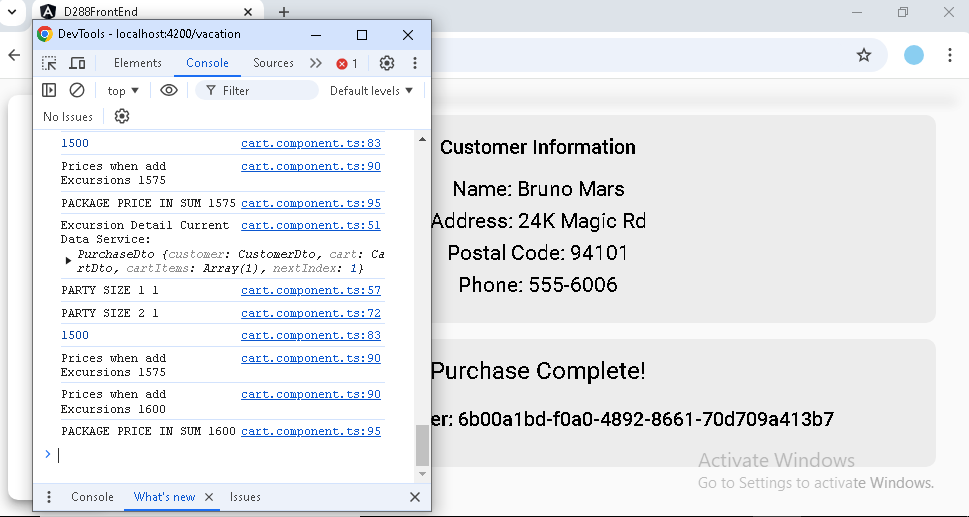 D288FrontEnd
DevTools - localhost:4200/vacation
Elements Console Sources 1
top Filter Default levels
No Issues
1500 cart.component.ts:83
Prices when add cart.component.ts:90
Excursions 1575
PACKAGE PRICE IN SUM 1575 cart.component.ts:95
Excursion Detail Current cart.component.ts:51
Data Service:
PurchaseDto {customer: CustomerDto, cart: Ca
rtDto, cartItems: Array(1), nextIndex: 1}
PARTY SIZE 1 1 cart.component.ts:57
PARTY SIZE 2 1 cart.component.ts:72
1500 cart.component.ts:83
Prices when add cart.component.ts:90
Excursions 1575
Prices when add cart.component.ts:90
Excursions 1600
PACKAGE PRICE IN SUM 1600 cart.component.ts:95
Console What's new Issues
Customer Information
Name: Bruno Mars
Address: 24K Magic Rd
Postal Code: 94101
Phone: 555-6006
Purchase Complete!
er: 6b00a1bd-f0a0-4892-8661-70d709a413b7
Activate Windows
Go to Settings to activate Windows.